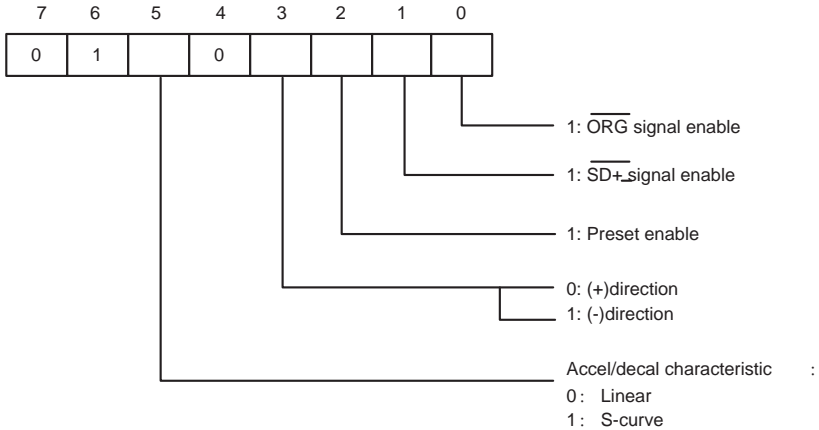 7 6 5 4 3 2 1 0
0 1 0
1: ORG signal enable
1: SD± signal enable
1: Preset enable
0: (+)direction
1: (-)direction
Accel/decal characteristic :
0: Linear
1: S-curve